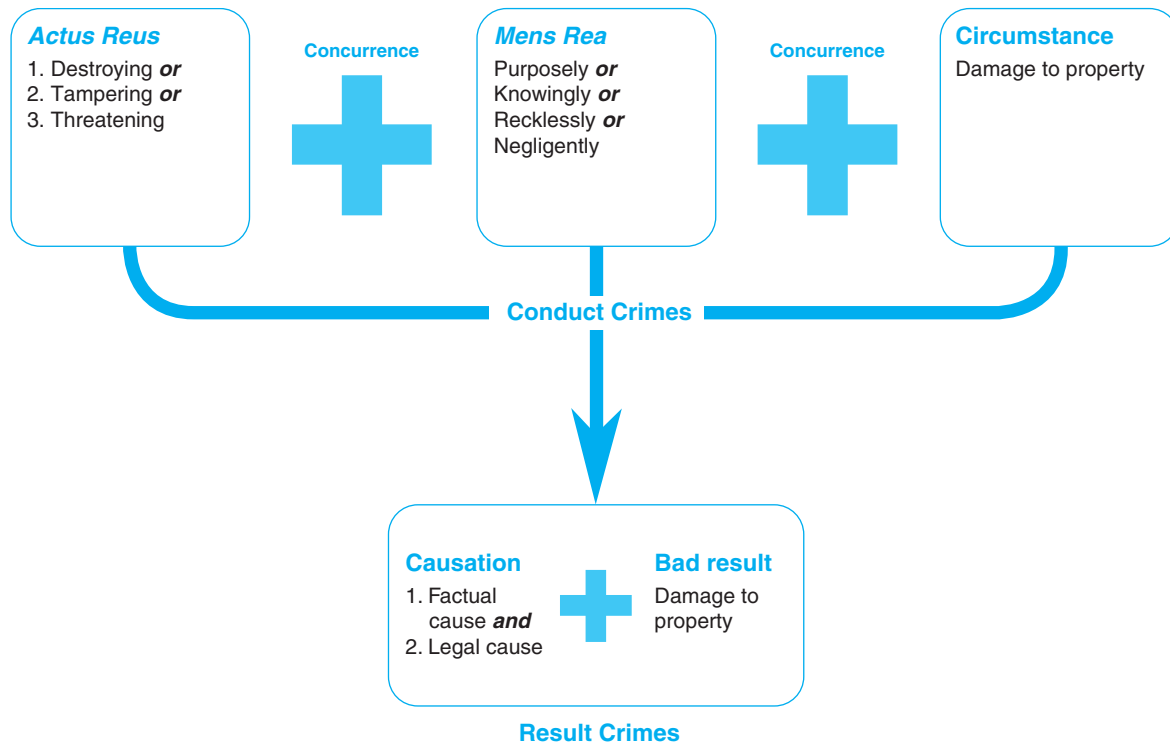 Actus Reus
1. Destroying or
2. Tampering or
3. Threatening
Concurrence
Mens Rea
Purposely or
Knowingly or
Recklessly or
Negligently
Concurrence
Circumstance
Damage to property
Conduct Crimes
Causation
1. Factual
cause and
2. Legal cause
Bad result
Damage to
property
Result Crimes